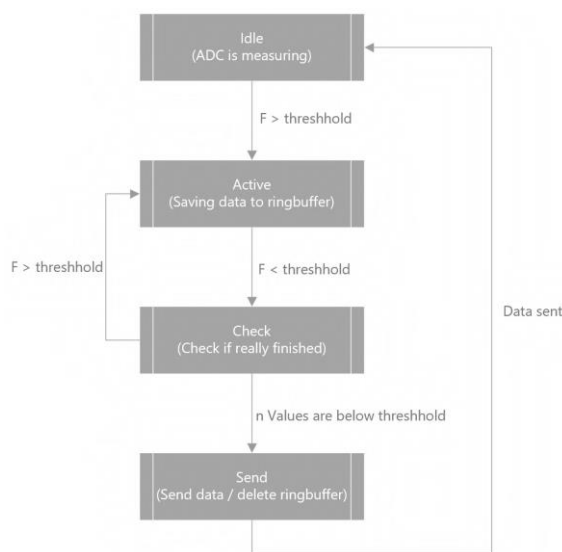 Idle
(ADC is measuring)
F > threshhold
Active
(Saving data to ringbuffer)
F > threshhold
F < threshhold
Check
(Check if really finished)
Data sent
n Values are below threshhold
Send
(Send data / delete ringbuffer)